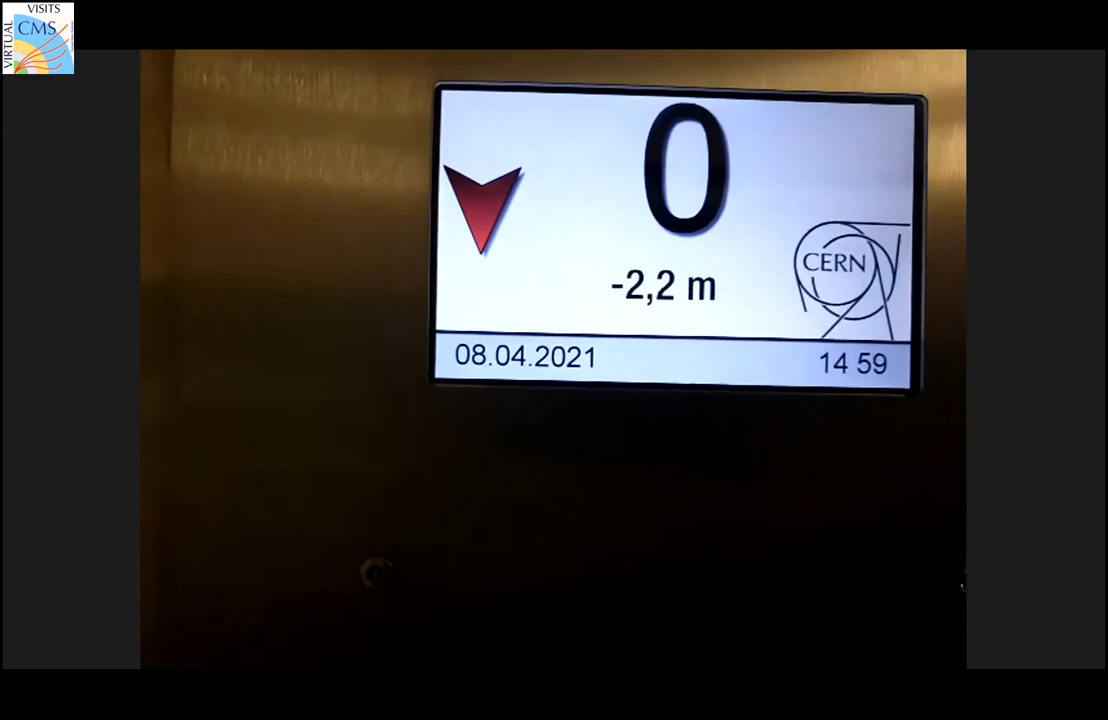 VISITS
VIRTUAL
CMS
0
-2,2 m
CERN
08.04.2021
14 59